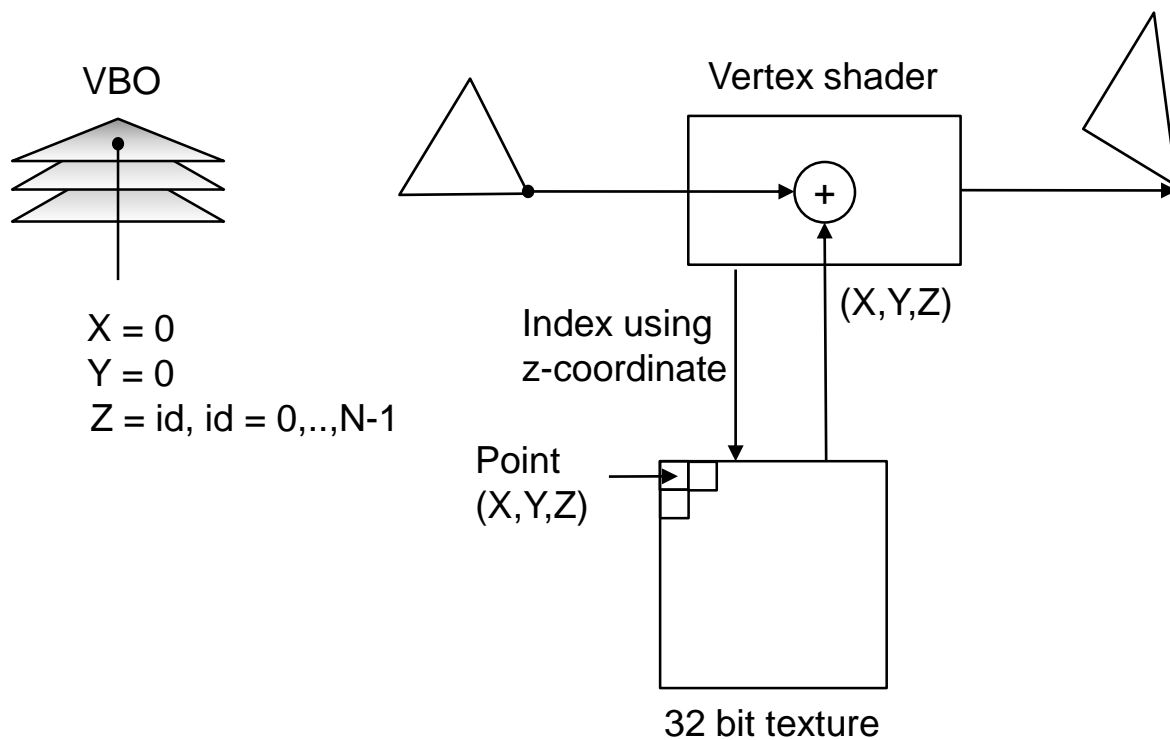 VBO
X = 0
Y = 0
Z = id, id = 0,..,N-1
Vertex shader
+
(X,Y,Z)
Index using
z-coordinate
Point
(X,Y,Z)
32 bit texture